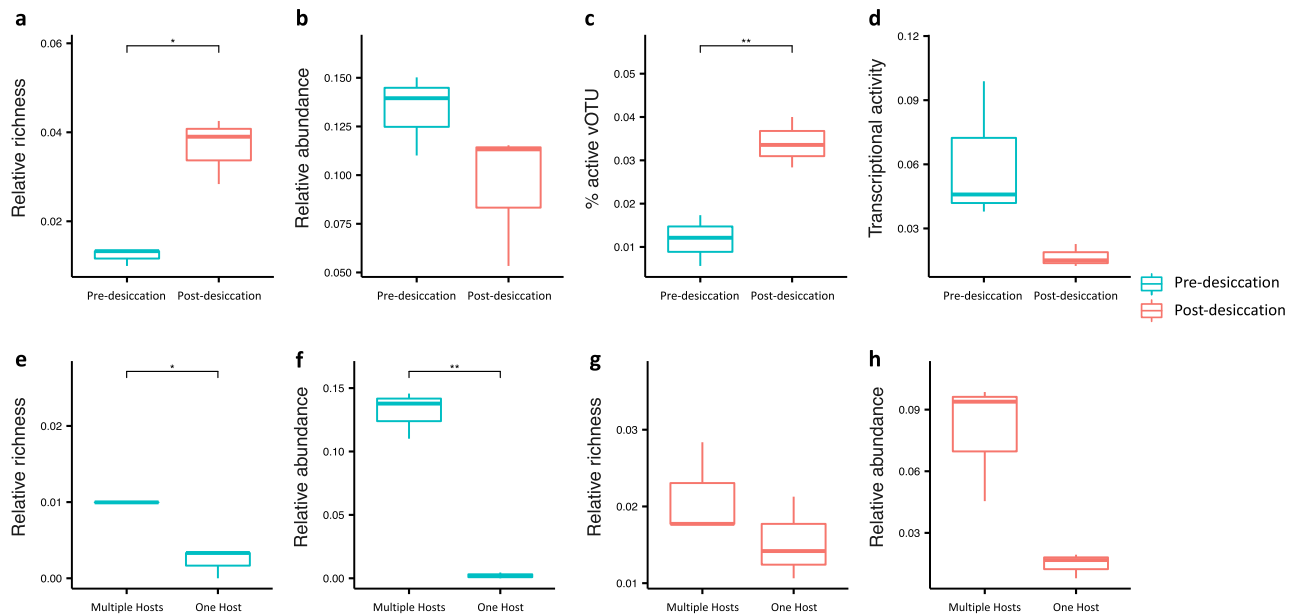 a
Relative richness
0.06
0.04
0.02
*
Pre-desiccation Post-desiccation
b
Relative abundance
0.150
0.125
0.100
0.075
0.050
Pre-desiccation Post-desiccation
c
% active vOTU
0.05
0.04
0.03
0.02
0.01
**
Pre-desiccation Post-desiccation
d
Transcriptional activity
0.12
0.09
0.06
0.03
Pre-desiccation Post-desiccation
Pre-desiccation
Post-desiccation
e
Relative richness
0.02
0.01
0.00
*
Multiple Hosts One Host
f
Relative abundance
0.15
0.10
0.05
0.00
**
Multiple Hosts One Host
g
Relative richness
0.03
0.02
0.01
Multiple Hosts One Host
h
Relative abundance
0.09
0.06
0.03
Multiple Hosts One Host